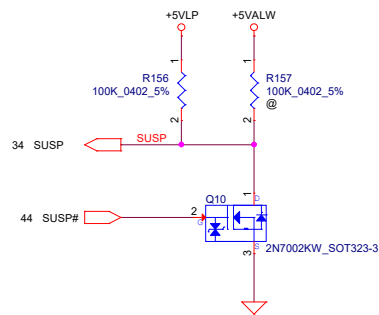 +5VLP +5VALW
1 1
R156 R157
100K_0402_5% 100K_0402_5%
@
2 2
34 SUSP SUSP
1
Q10 D
44 SUSP# 2 G
S 2N7002KW_SOT323-3
3